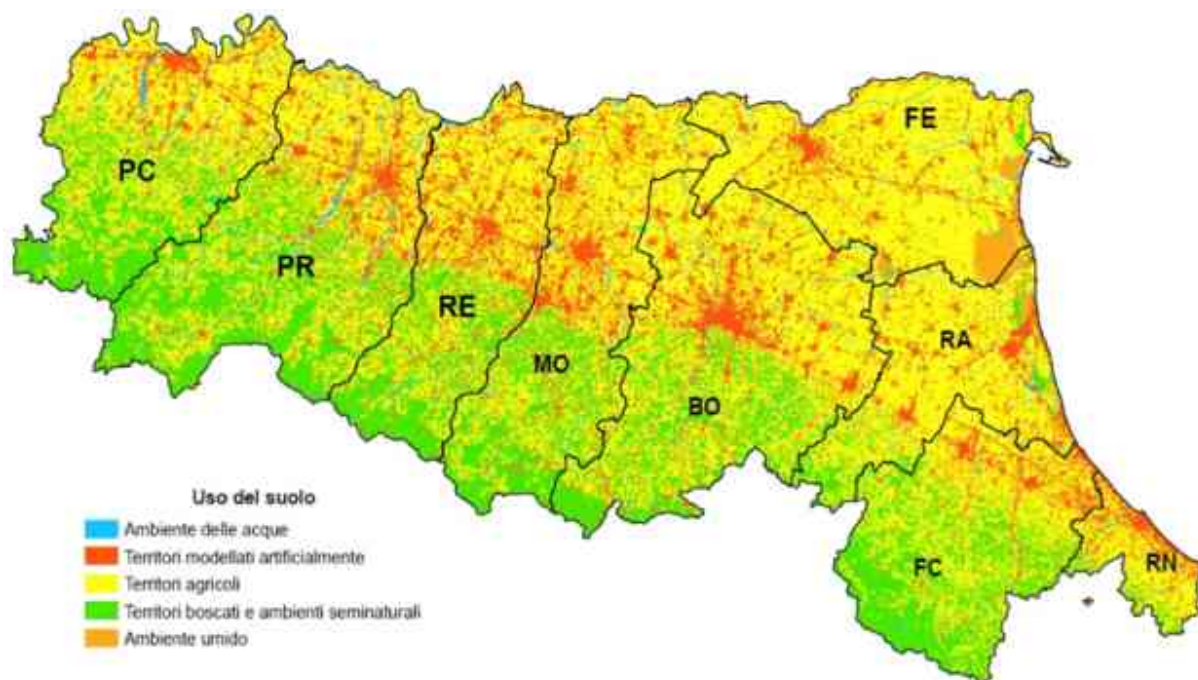 FE
PC
PR
RE
RA
MO
BO
FC
RN
Uso del suolo
Ambiente delle acque
Territori modellati artificialmente
Territori agricoli
Territori boscati e ambienti seminaturali
Ambiente umido